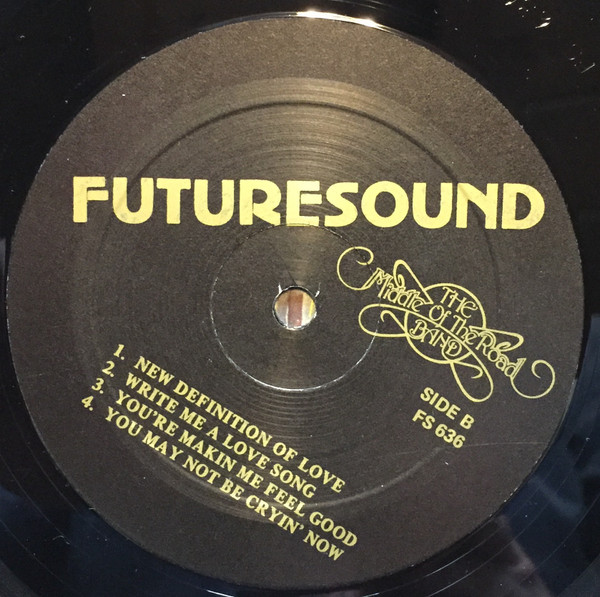 FUTURESOUND
THE
Middle Of The Road
BAND
SIDE B
FS 636
1. NEW DEFINITION OF LOVE
2. WRITE ME A LOVE SONG
3. YOU'RE MAKIN ME FEEL GOOD
4. YOU MAY NOT BE CRYIN' NOW